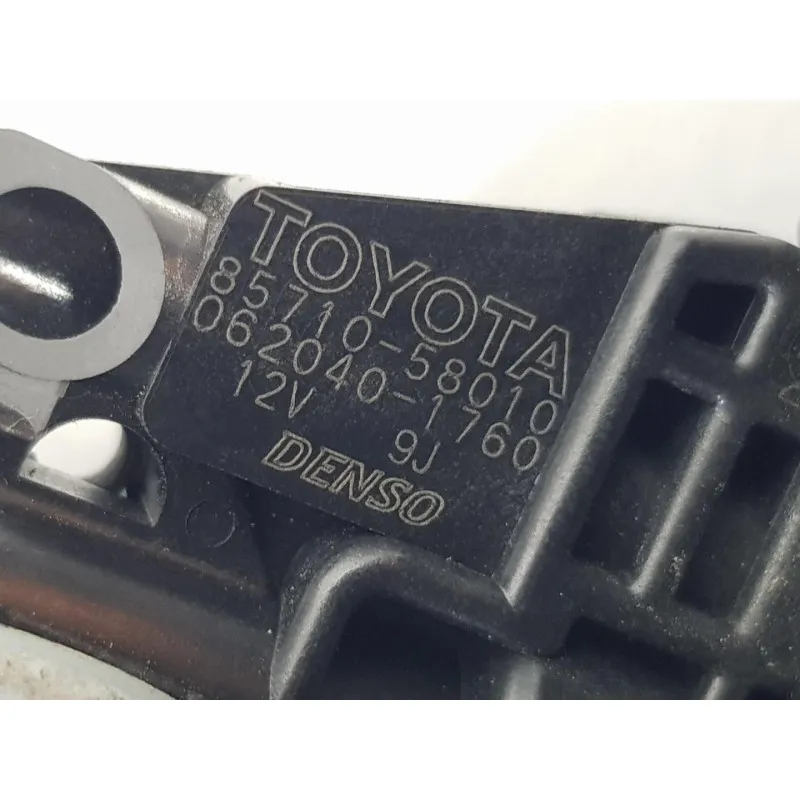 TOYOTA
85710-58010
062040-1760
12V 9J
DENSO